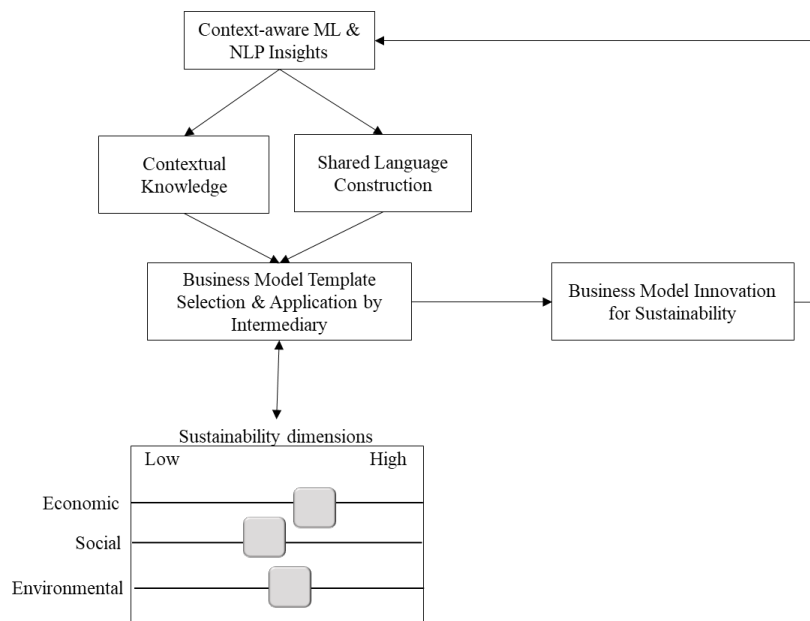 Context-aware ML &
NLP Insights
Contextual
Knowledge
Shared Language
Construction
Business Model Template
Selection & Application by
Intermediary
Business Model Innovation
for Sustainability
Sustainability dimensions
Low High
Economic
Social
Environmental